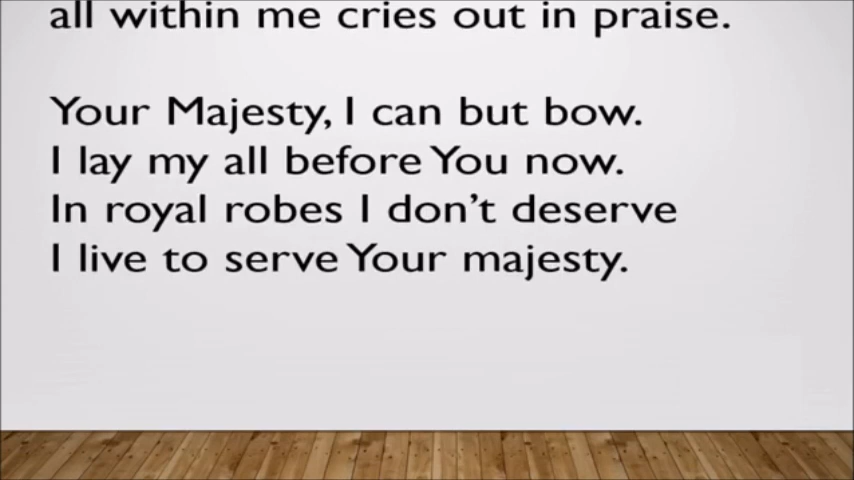 all within me cries out in praise.
Your Majesty, I can but bow.
I lay my all before You now.
In royal robes I don't deserve
I live to serve Your majesty.